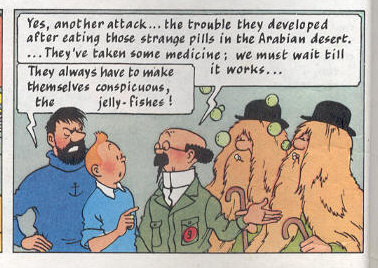 Yes, another attack... the trouble they developed
after eating those strange pills in the Arabian desert.
...They've taken some medicine; we must wait till
it works...
They always have to make
themselves conspicuous,
the jelly-fishes!
9